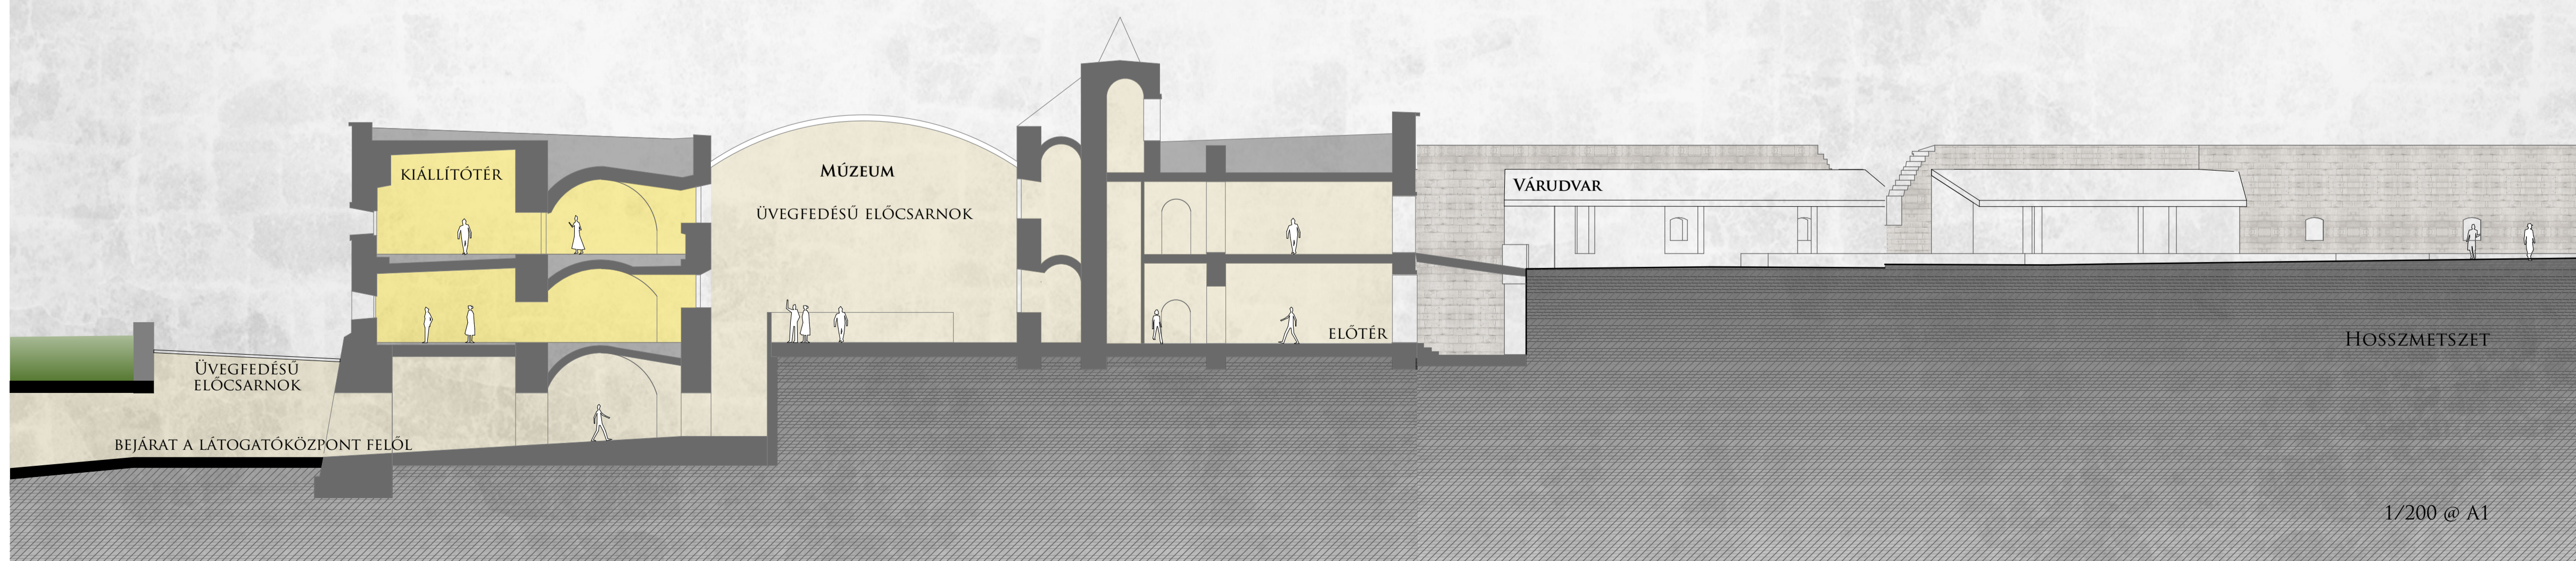 KIÁLLÍTÓTÉR
MÚZEUM
ÜVEGFEDÉSŰ ELŐCSARNOK
VÁRUDVAR
ELŐTÉR
HOSSZMETSZET
ÜVEGFEDÉSŰ
ELŐCSARNOK
BEJÁRAT A LÁTOGATÓKÖZPONT FELŐL
1/200 @ A1